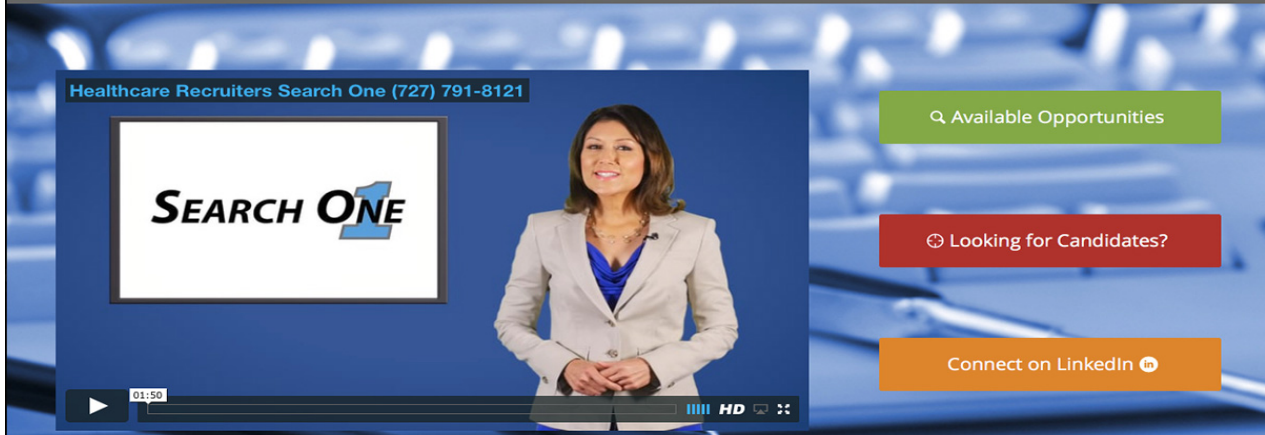 Healthcare Recruiters Search One (727) 791-8121
SEARCH ONE
1
Available Opportunities
Looking for Candidates?
Connect on LinkedIn in
01:50
HD